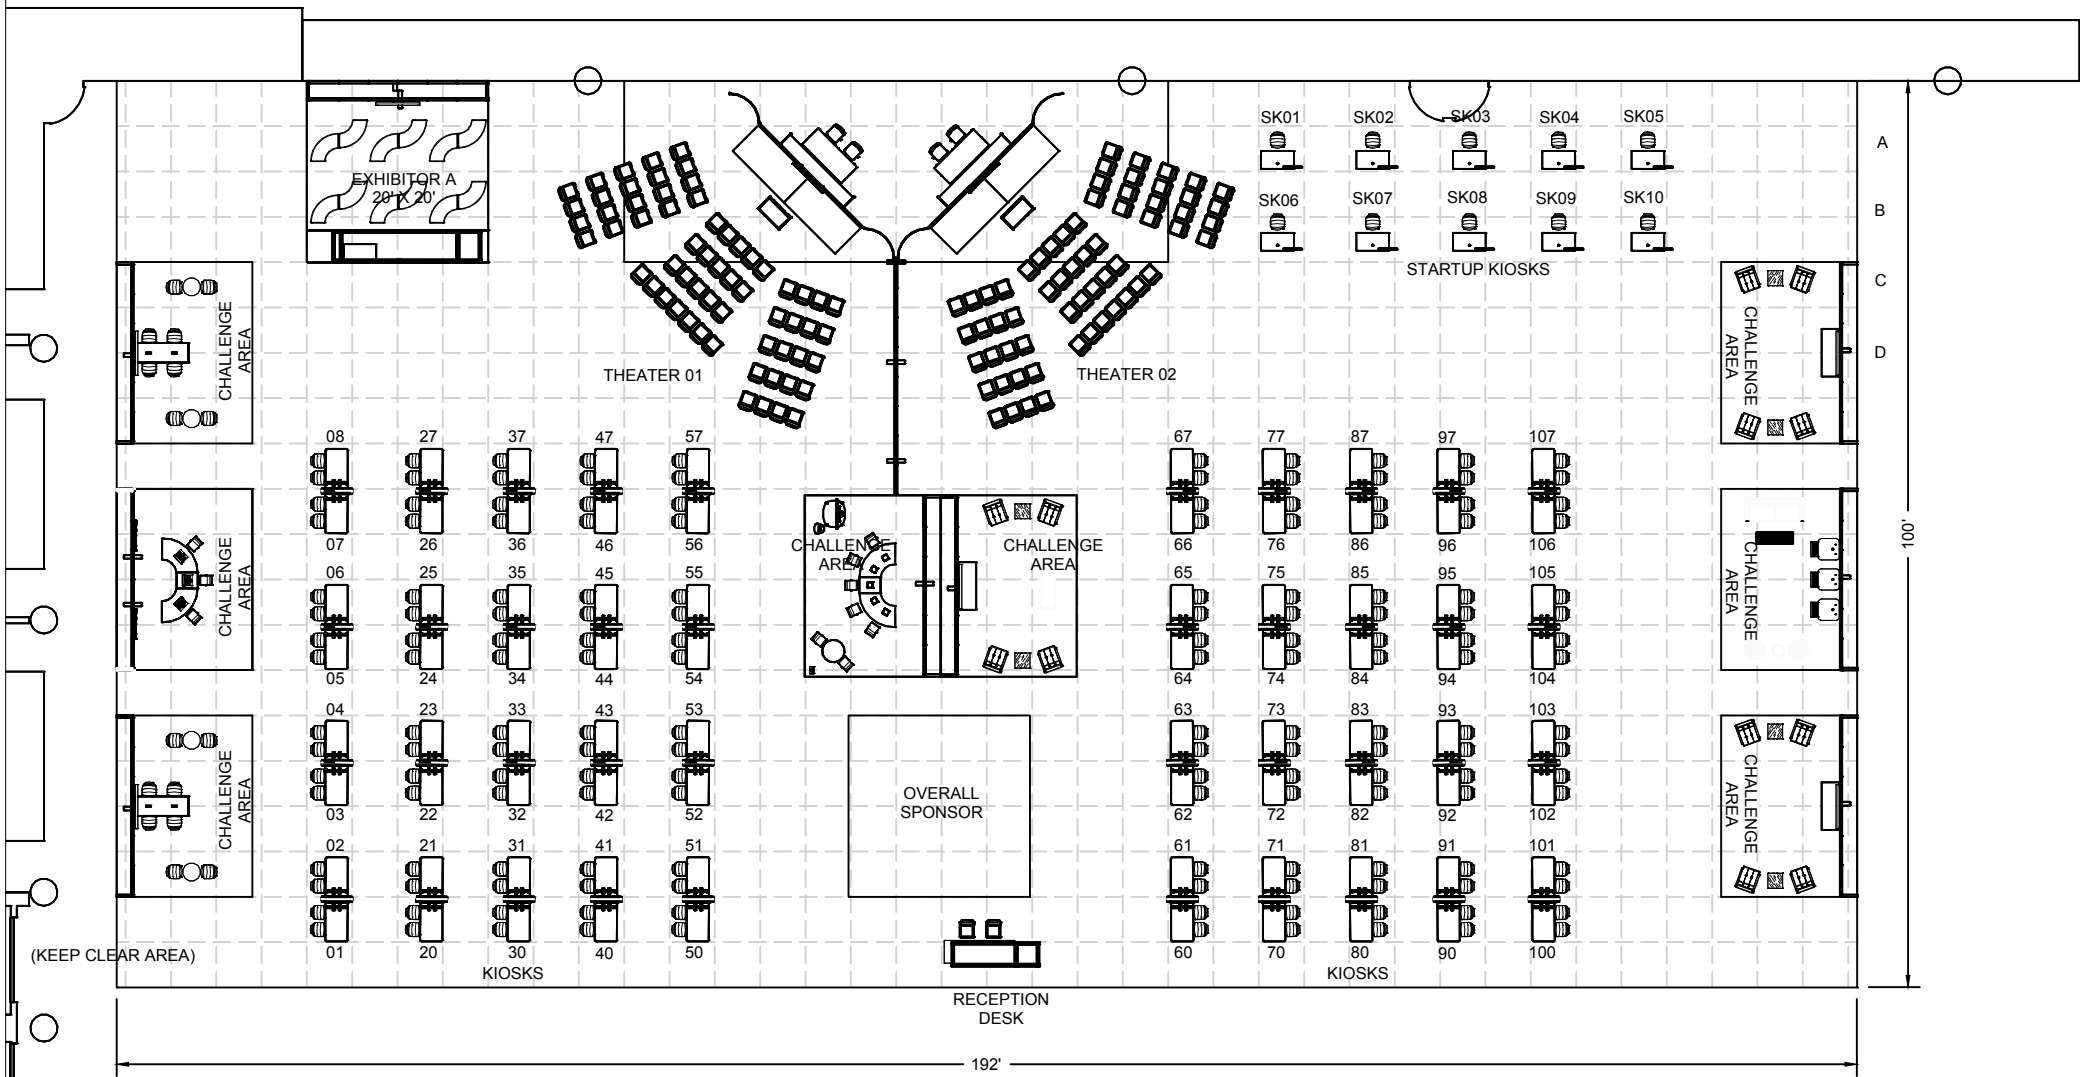 SK01 SK02 SK03 SK04 SK05
A
EXHIBITOR A
20' X 20'
SK06 SK07 SK08 SK09 SK10
B
STARTUP KIOSKS
C
CHALLENGE
AREA
CHALLENGE
AREA
D
THEATER 01
THEATER 02
08 27 37 47 57 67 77 87 97 107
07 26 36 46 56 66 76 86 96 106
CHALLENGE
AREA
CHALLENGE
AREA
CHALLENGE
AREA
CHALLENGE
AREA
100'
06 25 35 45 55 65 75 85 95 105
05 24 34 44 54 64 74 84 94 104
04 23 33 43 53 63 73 83 93 103
CHALLENGE
AREA
OVERALL
SPONSOR
CHALLENGE
AREA
03 22 32 42 52 62 72 82 92 102
02 21 31 41 51 61 71 81 91 101
(KEEP CLEAR AREA)
01 20 30 40 50 60 70 80 90 100
KIOSKS
KIOSKS
RECEPTION
DESK
192'